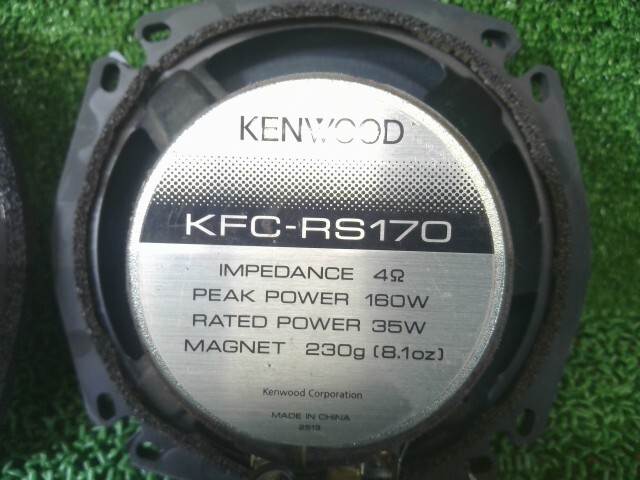 KENWOOD
KFC-RS170
IMPEDANCE 4Ω
PEAK POWER 160W
RATED POWER 35W
MAGNET 230g (8.1oz)
Kenwood Corporation
MADE IN CHINA
2513